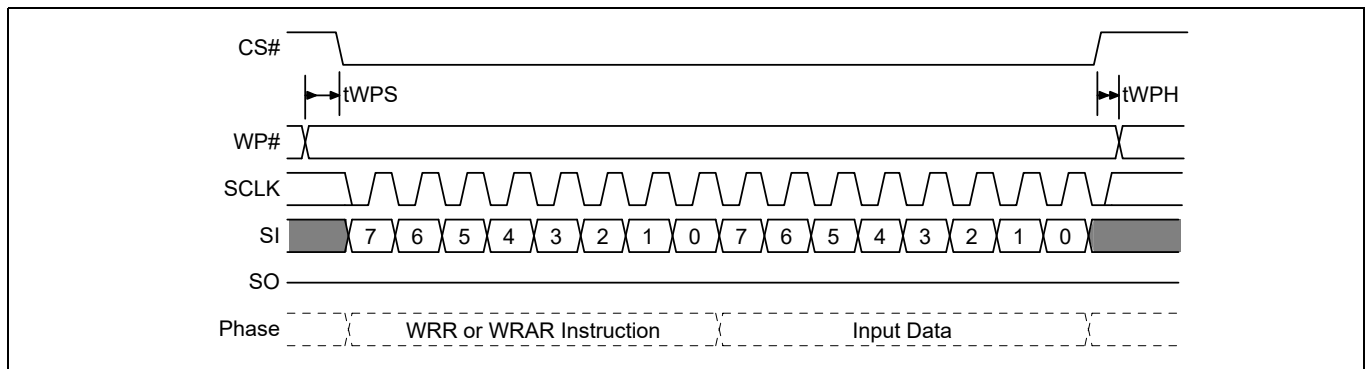 CS#
tWPS tWPH
WP#
SCLK
SI 7 6 5 4 3 2 1 0 7 6 5 4 3 2 1 0
SO
Phase WRR or WRAR Instruction Input Data